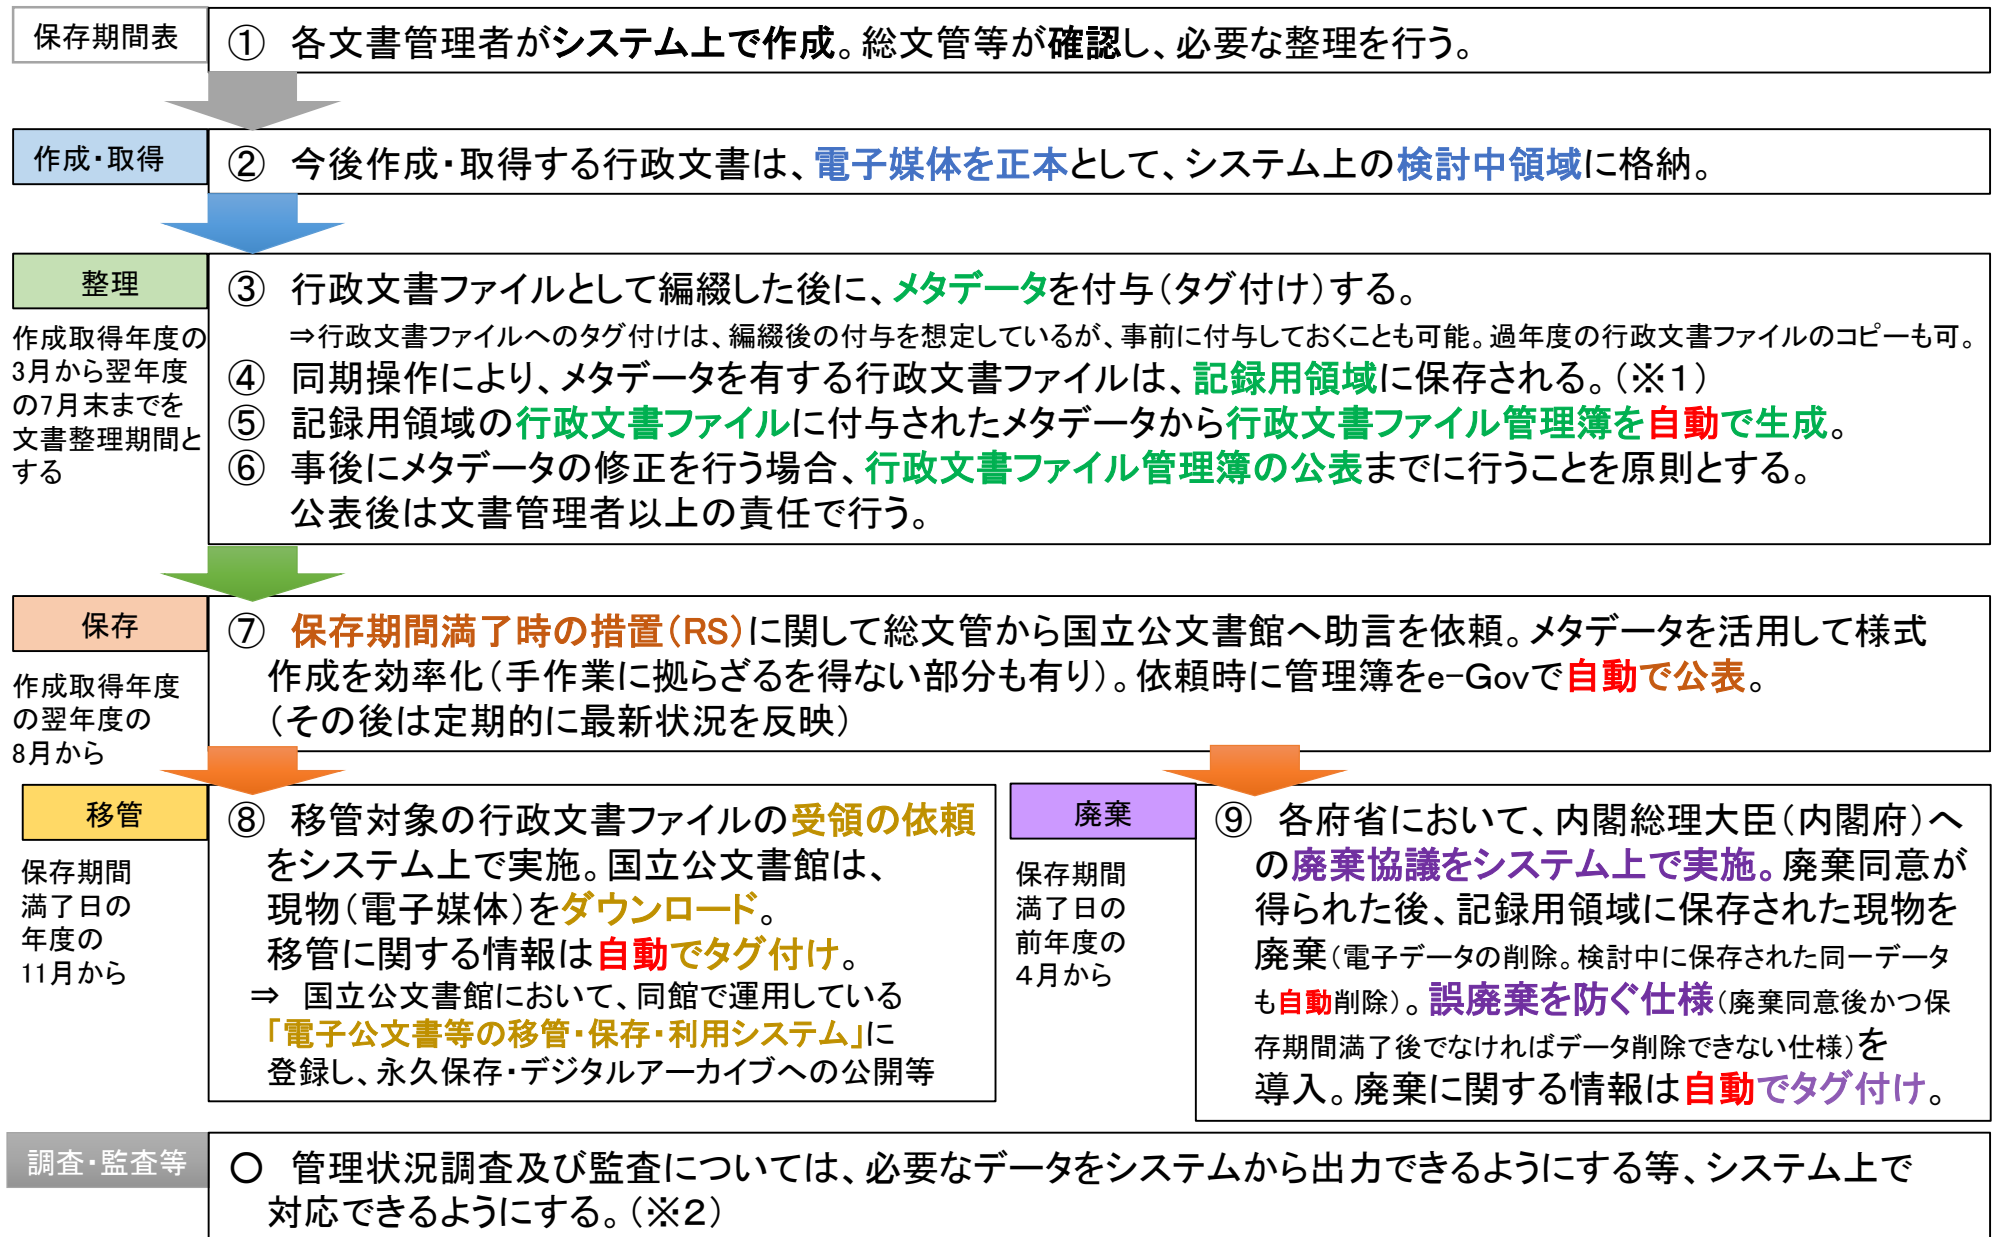 保存期間表
① 各文書管理者がシステム上で作成。総文管等が確認し、必要な整理を行う。
作成・取得
② 今後作成・取得する行政文書は、電子媒体を正本として、システム上の検討中領域に格納。
整理
作成取得年度の
3月から翌年度
の7月末までを
文書整理期間と
する
③ 行政文書ファイルとして編綴した後に、メタデータを付与（タグ付け）する。
⇒行政文書ファイルへのタグ付けは、編綴後の付与を想定しているが、事前に付与しておくことも可能。過年度の行政文書ファイルのコピーも可。
④ 同期操作により、メタデータを有する行政文書ファイルは、記録用領域に保存される。（※１）
⑤ 記録用領域の行政文書ファイルに付与されたメタデータから行政文書ファイル管理簿を自動で生成。
⑥ 事後にメタデータの修正を行う場合、行政文書ファイル管理簿の公表までに行うことを原則とする。
公表後は文書管理者以上の責任で行う。
保存
作成取得年度
の翌年度の
8月から
⑦ 保存期間満了時の措置（RS）に関して総文管から国立公文書館へ助言を依頼。メタデータを活用して様式
作成を効率化（手作業に拠らざるを得ない部分も有り）。依頼時に管理簿をe-Govで自動で公表。
（その後は定期的に最新状況を反映）
移管
保存期間
満了日の
年度の
11月から
⑧ 移管対象の行政文書ファイルの受領の依頼
をシステム上で実施。国立公文書館は、
現物（電子媒体）をダウンロード。
移管に関する情報は自動でタグ付け。
⇒ 国立公文書館において、同館で運用している
「電子公文書等の移管・保存・利用システム」に
登録し、永久保存・デジタルアーカイブへの公開等
廃棄
保存期間
満了日の
前年度の
４月から
⑨ 各府省において、内閣総理大臣（内閣府）へ
の廃棄協議をシステム上で実施。廃棄同意が
得られた後、記録用領域に保存された現物を
廃棄（電子データの削除。検討中に保存された同一データ
も自動削除）。誤廃棄を防ぐ仕様（廃棄同意後かつ保
存期間満了後でなければデータ削除できない仕様）を
導入。廃棄に関する情報は自動でタグ付け。
調査・監査等
〇 管理状況調査及び監査については、必要なデータをシステムから出力できるようにする等、システム上で
対応できるようにする。（※２）